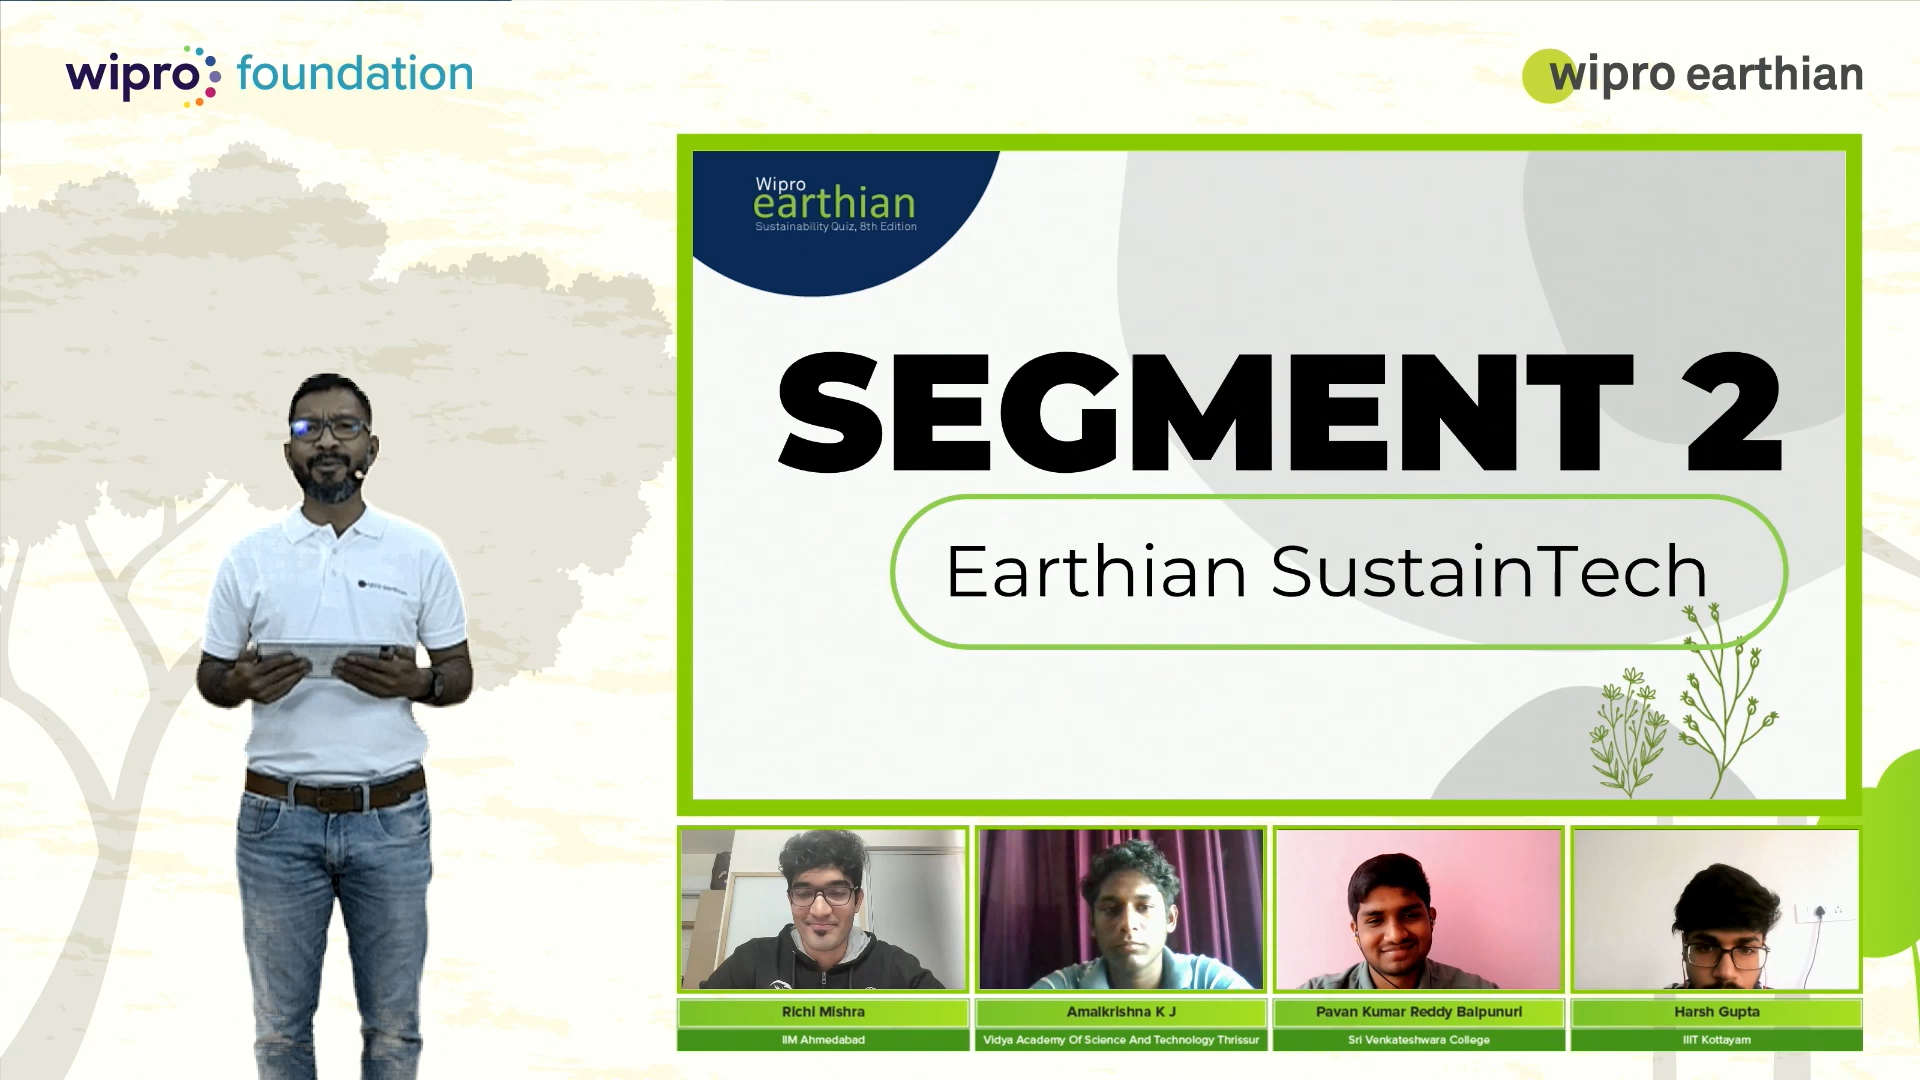 wipro foundation
wipro earthian
Wipro
earthian
Sustainability Quiz, 8th Edition
SEGMENT 2
Earthian SustainTech
Richi Mishra
IIM Ahmedabad
Amalkrishna K J
Vidya Academy Of Science And Technology Thrissur
Pavan Kumar Reddy Balpunuri
Sri Venkateshwara College
Harsh Gupta
IIIT Kottayam